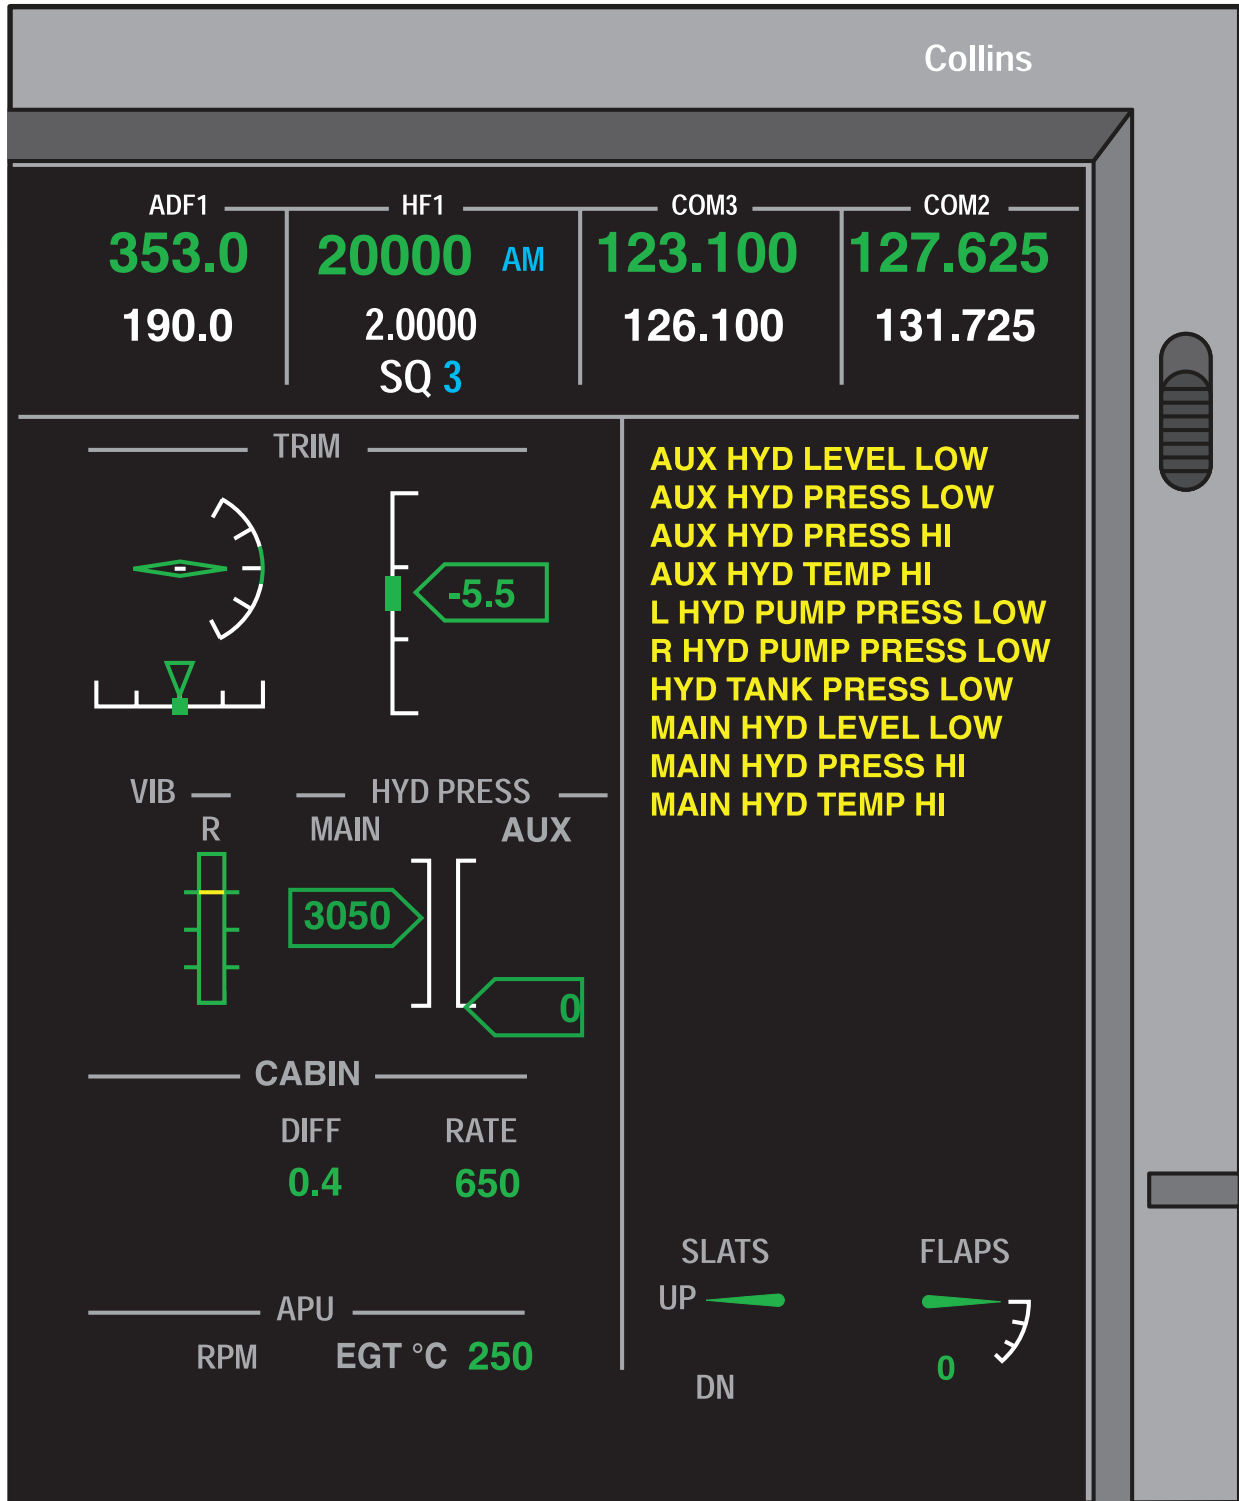 Collins
ADF1 HF1 COM3 COM2
353.0 20000 AM 123.100 127.625
190.0 2.0000 126.100 131.725
SQ 3
TRIM
-5.5
AUX HYD LEVEL LOW
AUX HYD PRESS LOW
AUX HYD PRESS HI
AUX HYD TEMP HI
L HYD PUMP PRESS LOW
R HYD PUMP PRESS LOW
HYD TANK PRESS LOW
MAIN HYD LEVEL LOW
MAIN HYD PRESS HI
MAIN HYD TEMP HI
VIB HYD PRESS
R MAIN AUX
3050
0
CABIN
DIFF RATE
0.4 650
SLATS FLAPS
UP
0
DN
APU
RPM EGT °C 250